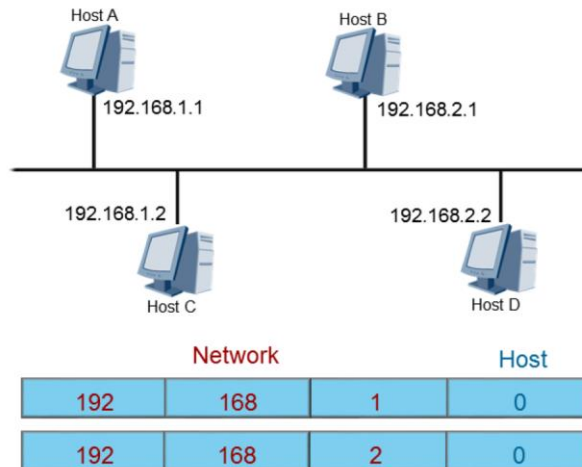 Host A
Host B
192.168.1.1
192.168.2.1
192.168.1.2
192.168.2.2
Host C
Host D
Network Host
192 168 1 0
192 168 2 0